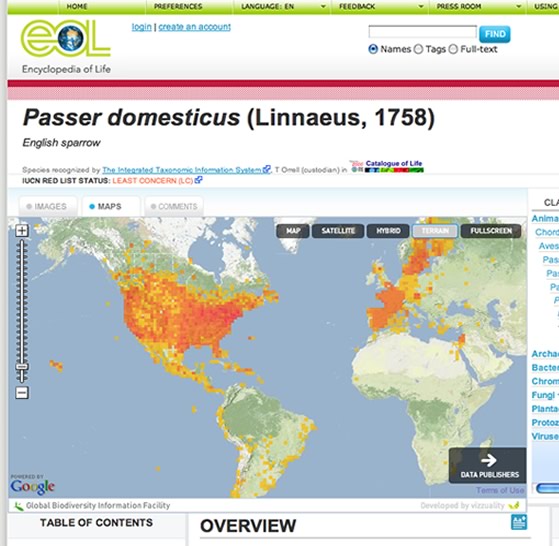 HOME PREFERENCES LANGUAGE: EN FEEDBACK PRESS ROOM USING
eol
Encyclopedia of Life
login | create an account
FIND
Names Tags Full-text
Passer domesticus (Linnaeus, 1758)
English sparrow
Species recognized by The Integrated Taxonomic Information System, T Orrell (custodian) in Catalogue of Life
IUCN RED LIST STATUS: LEAST CONCERN (LC)
IMAGES MAPS COMMENTS
MAP SATELLITE HYBRID TERRAIN FULLSCREEN
CLA
Anima
Chord
Aves
Pas
Pas
Pa
P
Archae
Bacter
Chrom
Fungi
Planta
Protoz
Viruse
DATA PUBLISHERS
POWERED BY
Google
Terms of Use
Global Biodiversity Information Facility
Developed by vizzuality
TABLE OF CONTENTS
OVERVIEW